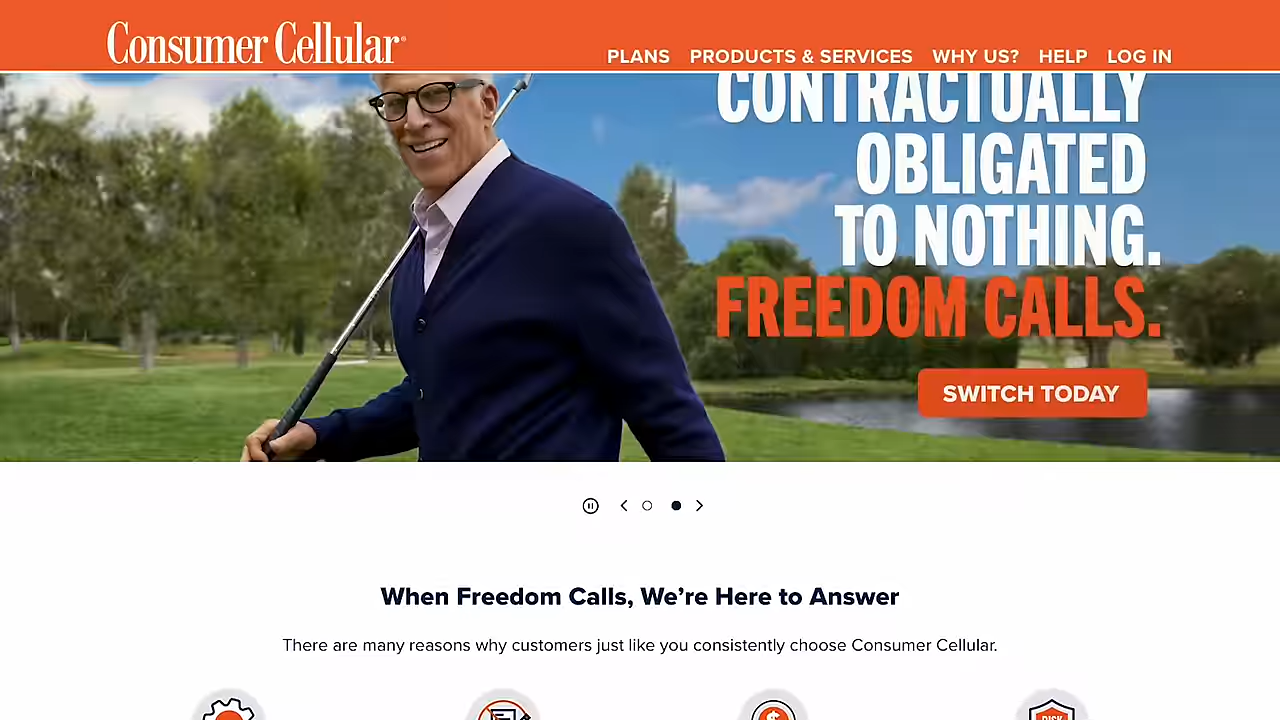 Consumer Cellular®
PLANS PRODUCTS & SERVICES WHY US? HELP LOG IN
CONTRACTUALLY
OBLIGATED
TO NOTHING.
FREEDOM CALLS.
SWITCH TODAY
When Freedom Calls, We’re Here to Answer
There are many reasons why customers just like you consistently choose Consumer Cellular.
$
RISK